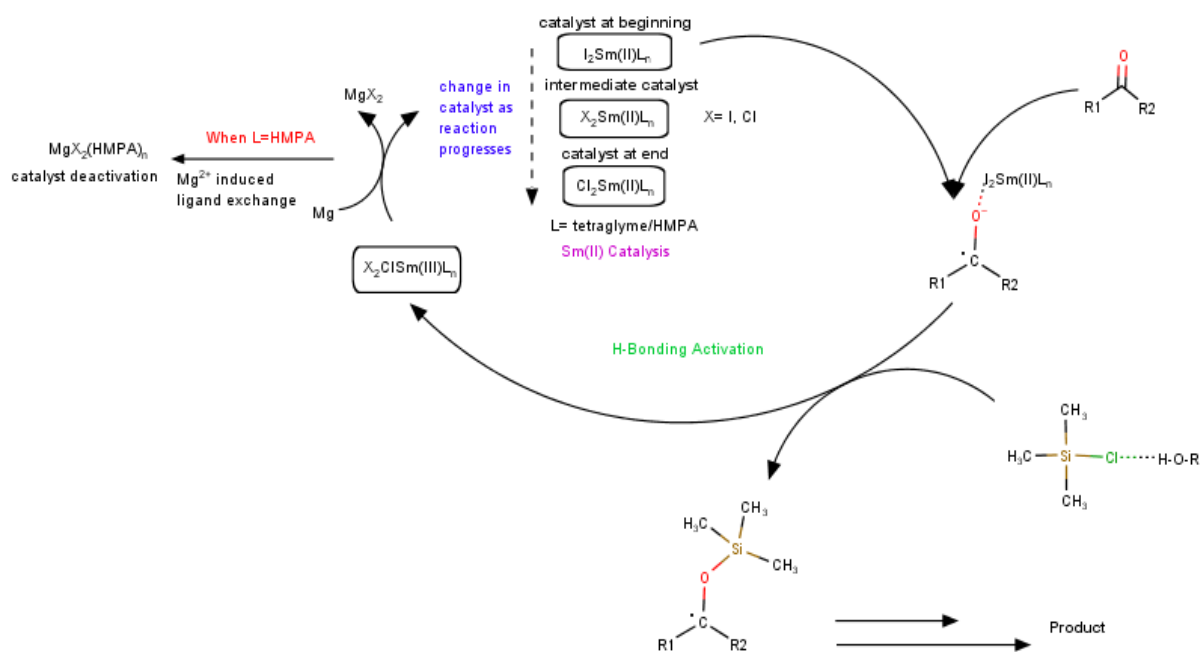 catalyst at beginning
I₂Sm(II)Lₙ
intermediate catalyst
X₂Sm(II)Lₙ
X= I, Cl
catalyst at end
Cl₂Sm(II)Lₙ
L= tetraglyme/HMPA
Sm(II) Catalysis
change in
catalyst as
reaction
progresses
MgX₂
Mg
When L=HMPA
Mg²⁺ induced
ligand exchange
MgX₂(HMPA)ₙ
catalyst deactivation
X₂ClSm(III)Lₙ
O
R1
R2
I₂Sm(II)Lₙ
O⁻
C
R1
R2
H-Bonding Activation
CH₃
H₃C
Si
Cl
H-O-R
CH₃
CH₃
H₃C
Si
CH₃
O
C
R1
R2
Product